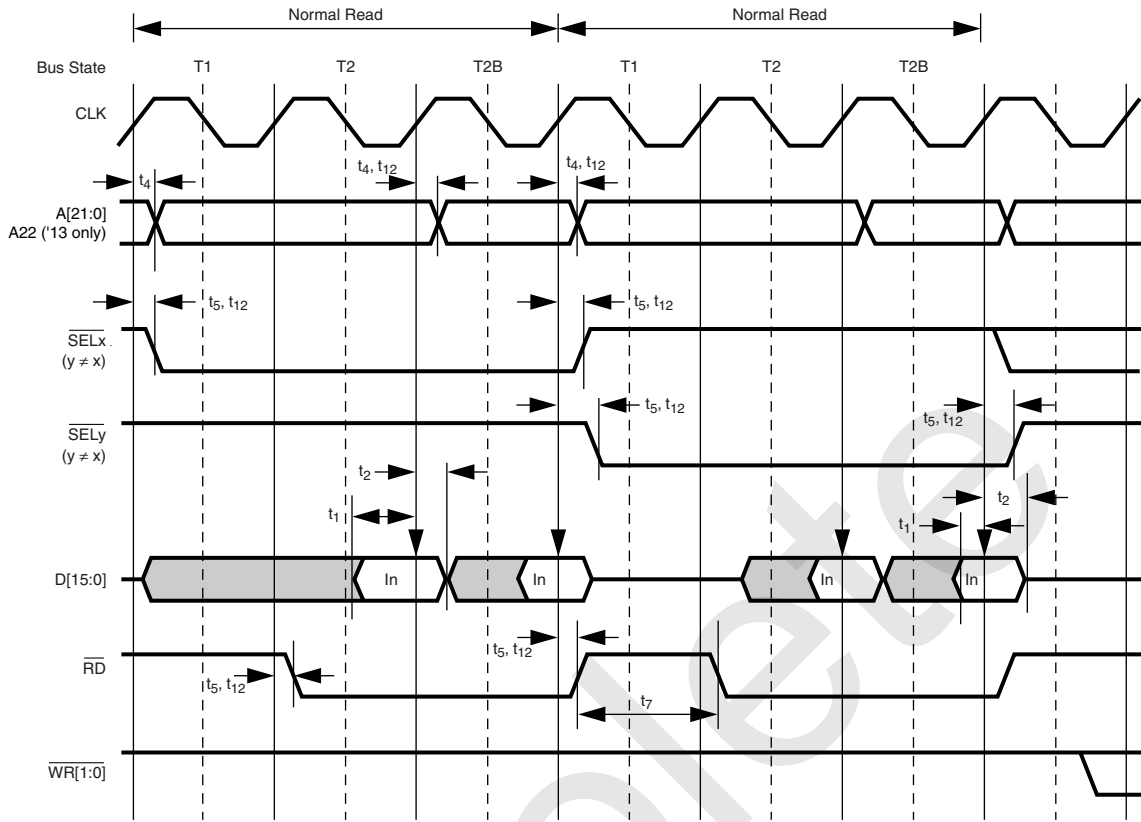 Normal Read Normal Read
Bus State T1 T2 T2B T1 T2 T2B
CLK
t4 t4, t12 t4, t12
A[21:0]
A22 ('13 only)
t5, t12 t5, t12
SELx
(y ≠ x)
t5, t12 t5, t12
SELy
(y ≠ x)
t2 t2
t1 t1
D[15:0] In In In In
t5, t12
RD
t5, t12
t7
WR[1:0]